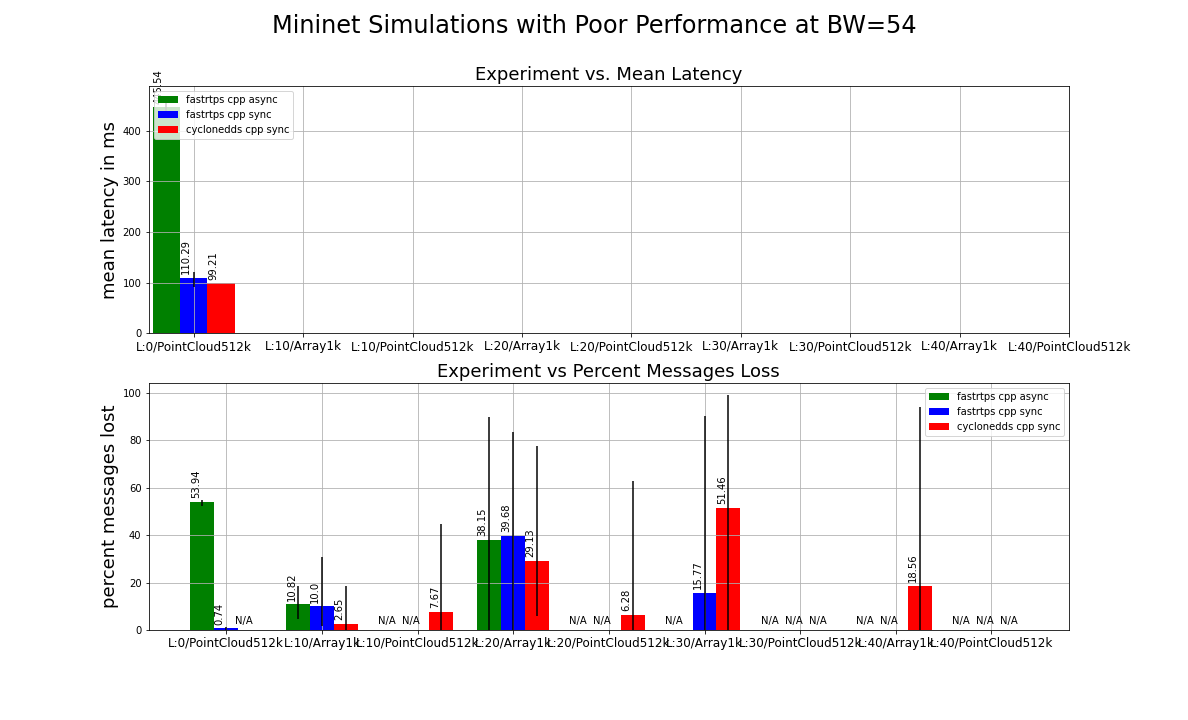 Mininet Simulations with Poor Performance at BW=54
Experiment vs. Mean Latency
mean latency in ms
400
300
200
100
0
fastrtps cpp async
fastrtps cpp sync
cyclonedds cpp sync
110.29
99.21
L:0/PointCloud512k
L:10/Array1k
L:10/PointCloud512k
L:20/Array1k
L:20/PointCloud512k
L:30/Array1k
L:30/PointCloud512k
L:40/Array1k
L:40/PointCloud512k
Experiment vs Percent Messages Loss
percent messages lost
100
80
60
40
20
0
fastrtps cpp async
fastrtps cpp sync
cyclonedds cpp sync
53.94
0.74
N/A
10.82
10.0
2.65
N/A
N/A
7.67
38.15
39.68
29.13
N/A
N/A
6.28
N/A
15.77
51.46
N/A
N/A
N/A
N/A
N/A
18.56
N/A
N/A
N/A
L:0/PointCloud512k
L:10/Array1k
L:10/PointCloud512k
L:20/Array1k
L:20/PointCloud512k
L:30/Array1k
L:30/PointCloud512k
L:40/Array1k
L:40/PointCloud512k